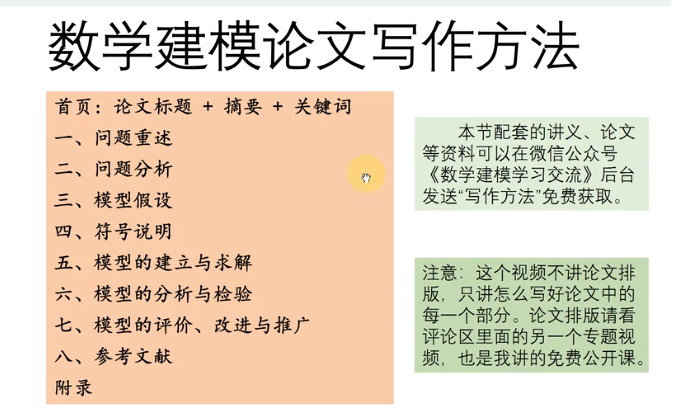 数学建模论文写作方法
首页：论文标题 + 摘要 + 关键词
一、问题重述
二、问题分析
三、模型假设
四、符号说明
五、模型的建立与求解
六、模型的分析与检验
七、模型的评价、改进与推广
八、参考文献
附录
本节配套的讲义、论文
等资料可以在微信公众号
《数学建模学习交流》后台
发送“写作方法”免费获取。
注意：这个视频不讲论文排
版，只讲怎么写好论文中的
每一个部分。论文排版请看
评论区里面的另一个专题视
频，也是我讲的免费公开课。